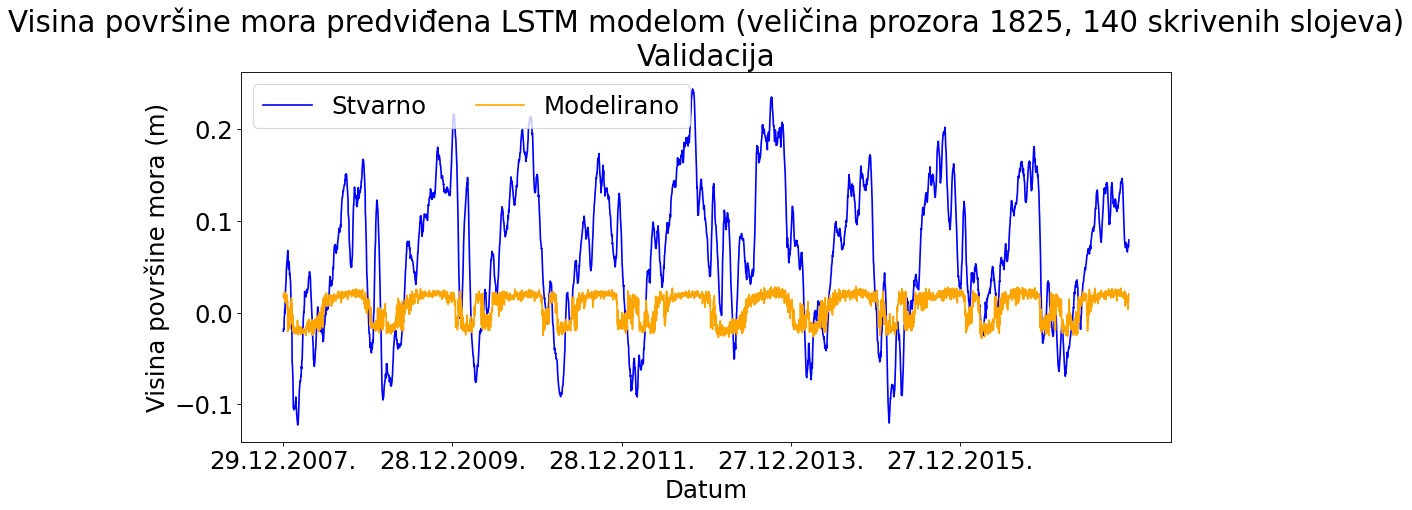 Visina površine mora predviđena LSTM modelom (veličina prozora 1825, 140 skrivenih slojeva)
Validacija
Stvarno Modelirano
Visina površine mora (m)
0.2
0.1
0.0
−0.1
29.12.2007. 28.12.2009. 28.12.2011. 27.12.2013. 27.12.2015.
Datum